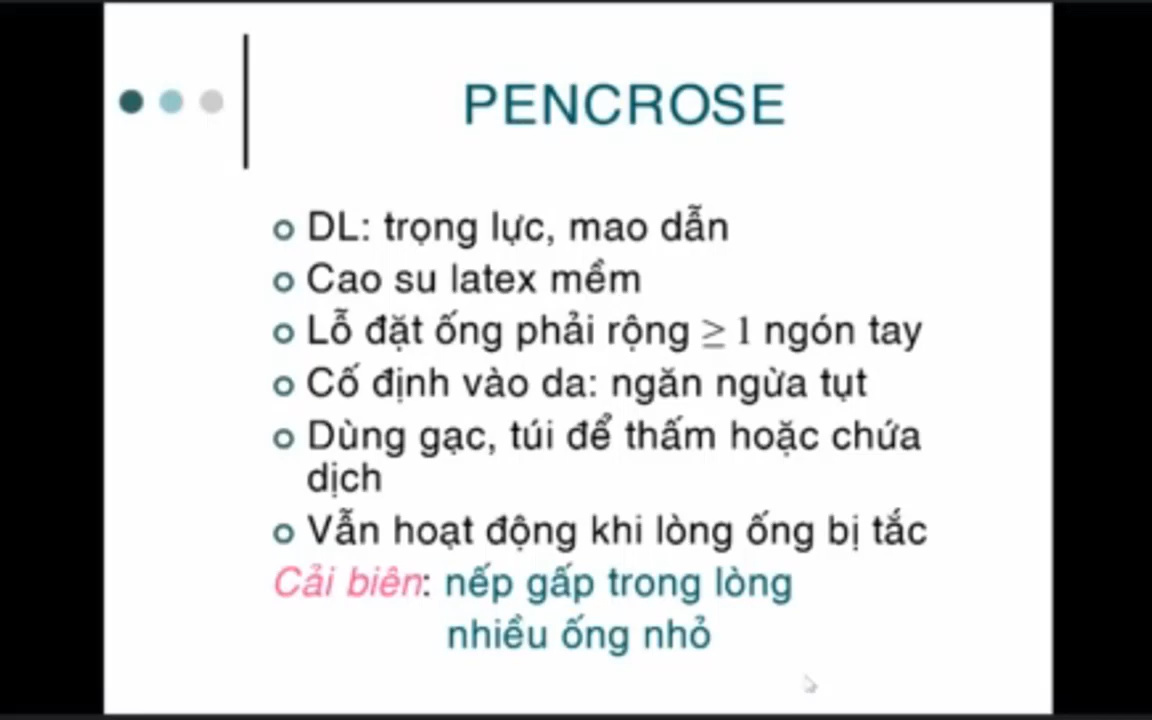 PENCROSE
DL: trọng lực, mao dẫn
Cao su latex mềm
Lỗ đặt ống phải rộng ≥ 1 ngón tay
Cố định vào da: ngăn ngừa tụt
Dùng gạc, túi để thấm hoặc chứa
dịch
Vẫn hoạt động khi lòng ống bị tắc
Cải biên: nếp gấp trong lòng
nhiều ống nhỏ